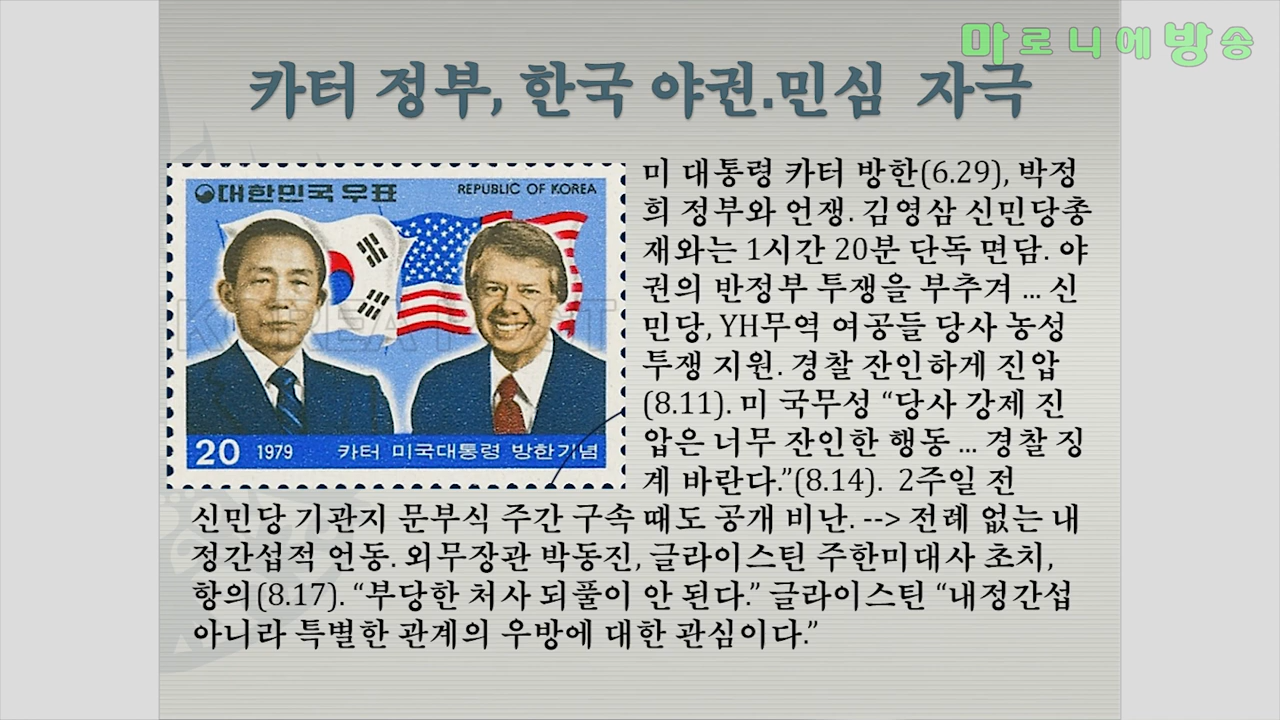 마로니에방송
카터 정부, 한국 야권.민심 자극
대한민국우표 REPUBLIC OF KOREA
KOREA POST
20 1979 카터 미국대통령 방한기념
미 대통령 카터 방한(6.29), 박정
희 정부와 언쟁. 김영삼 신민당총
재와는 1시간 20분 단독 면담. 야
권의 반정부 투쟁을 부추겨 ... 신
민당, YH무역 여공들 당사 농성
투쟁 지원. 경찰 잔인하게 진압
(8.11). 미 국무성 “당사 강제 진
압은 너무 잔인한 행동 ... 경찰 징
계 바란다.”(8.14). 2주일 전
신민당 기관지 문부식 주간 구속 때도 공개 비난. --> 전례 없는 내
정간섭적 언동. 외무장관 박동진, 글라이스틴 주한미대사 초치,
항의(8.17). “부당한 처사 되풀이 안 된다.” 글라이스틴 “내정간섭
아니라 특별한 관계의 우방에 대한 관심이다.”